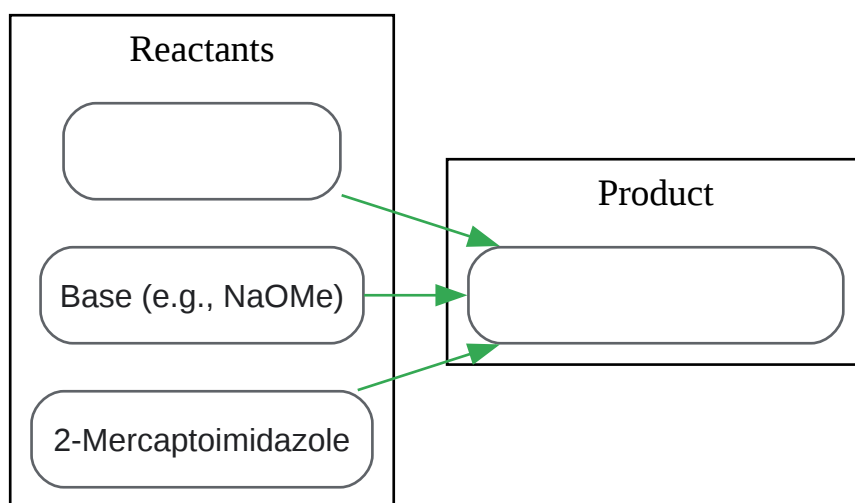 Reactants
Product
Base (e.g., NaOMe)
2-Mercaptoimidazole